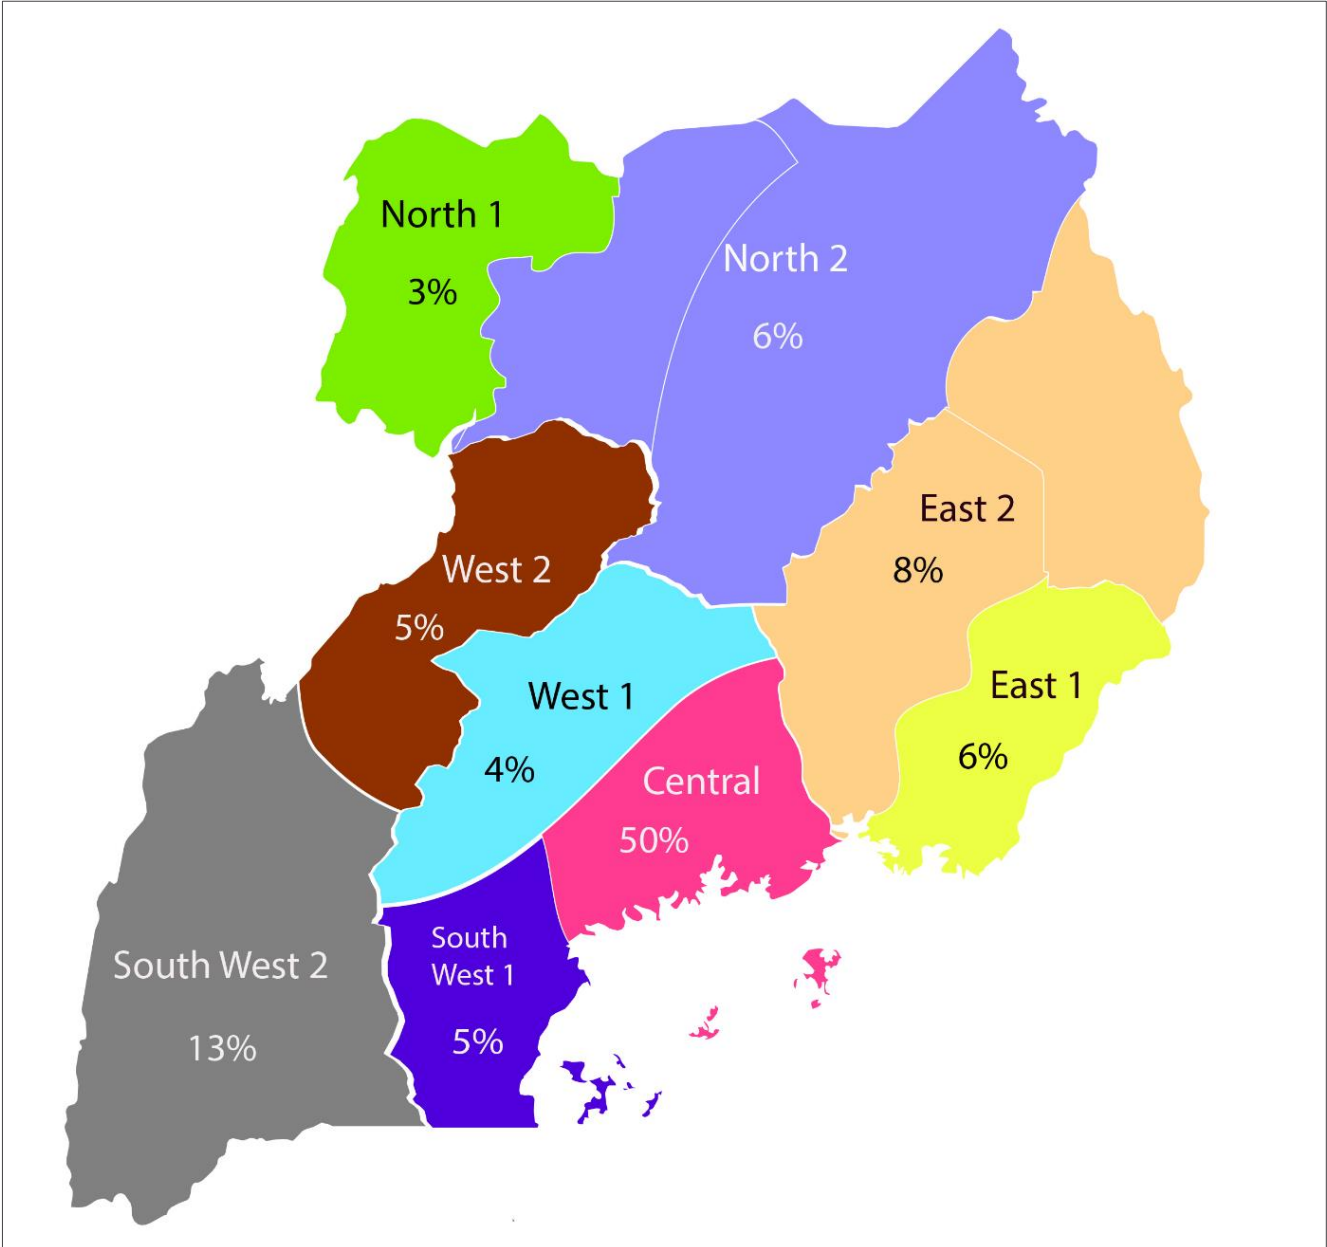 North 1
3%
North 2
6%
East 2
8%
West 2
5%
East 1
6%
West 1
4%
Central
50%
South
West 1
5%
South West 2
13%